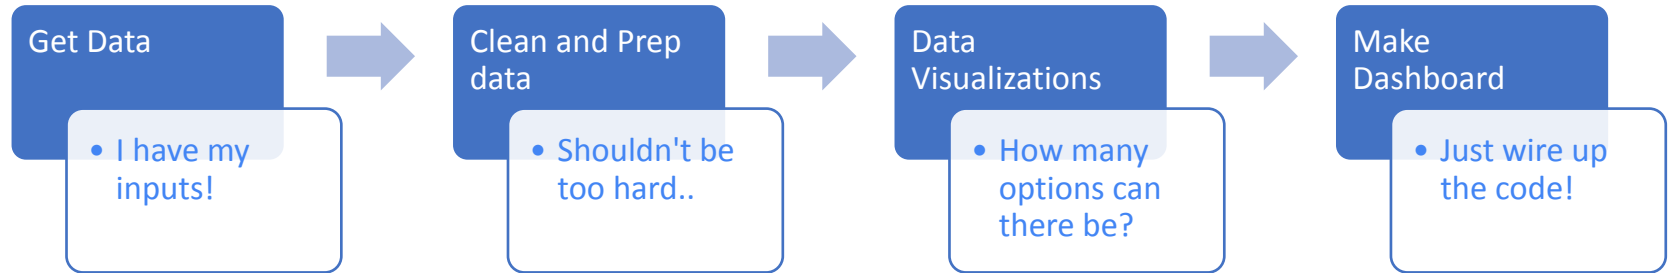 Get Data
• I have my
inputs!
Clean and Prep
data
• Shouldn't be
too hard..
Data
Visualizations
• How many
options can
there be?
Make
Dashboard
• Just wire up
the code!